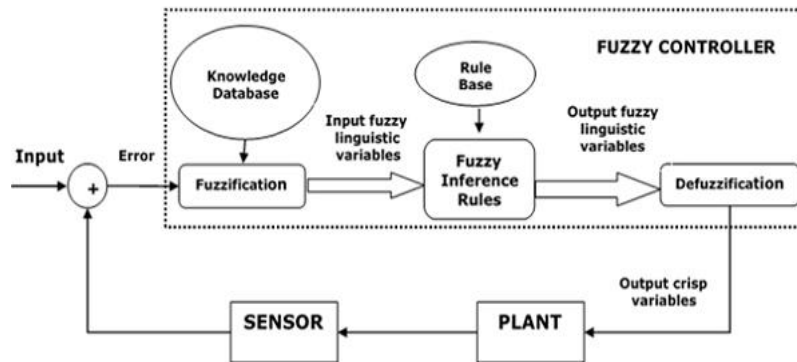 FUZZY CONTROLLER
Knowledge
Database
Rule
Base
Input fuzzy
linguistic
variables
Output fuzzy
linguistic
variables
Input
Error
+
Fuzzification
Fuzzy
Inference
Rules
Defuzzification
Output crisp
variables
SENSOR
PLANT